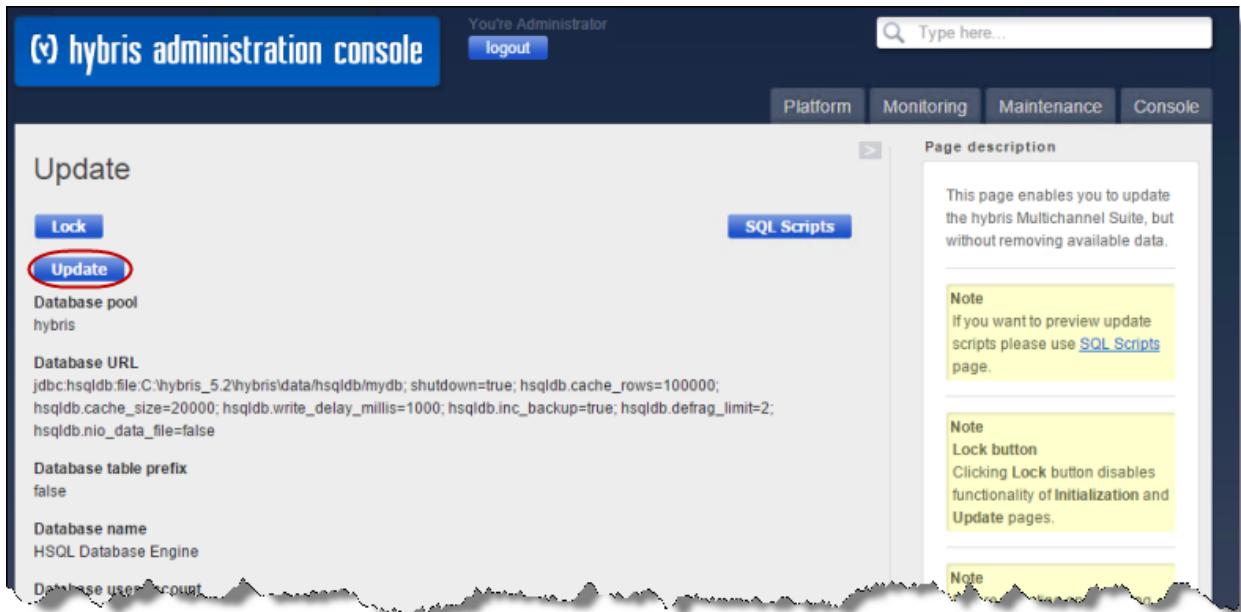 (y) hybris administration console
You're Administrator
logout
Type here...
Platform
Monitoring
Maintenance
Console
Update
>
Lock
SQL Scripts
Update
Database pool
hybris
Database URL
jdbc:hsqldb:file:C:\hybris_5.2\hybris\data/hsqldb/mydb; shutdown=true; hsqldb.cache_rows=100000;
hsqldb.cache_size=20000; hsqldb.write_delay_millis=1000; hsqldb.inc_backup=true; hsqldb.defrag_limit=2;
hsqldb.nio_data_file=false
Database table prefix
false
Database name
HSQL Database Engine
Database user account
Page description
This page enables you to update
the hybris Multichannel Suite, but
without removing available data.
Note
If you want to preview update
scripts please use SQL Scripts
page.
Note
Lock button
Clicking Lock button disables
functionality of Initialization and
Update pages.
Note